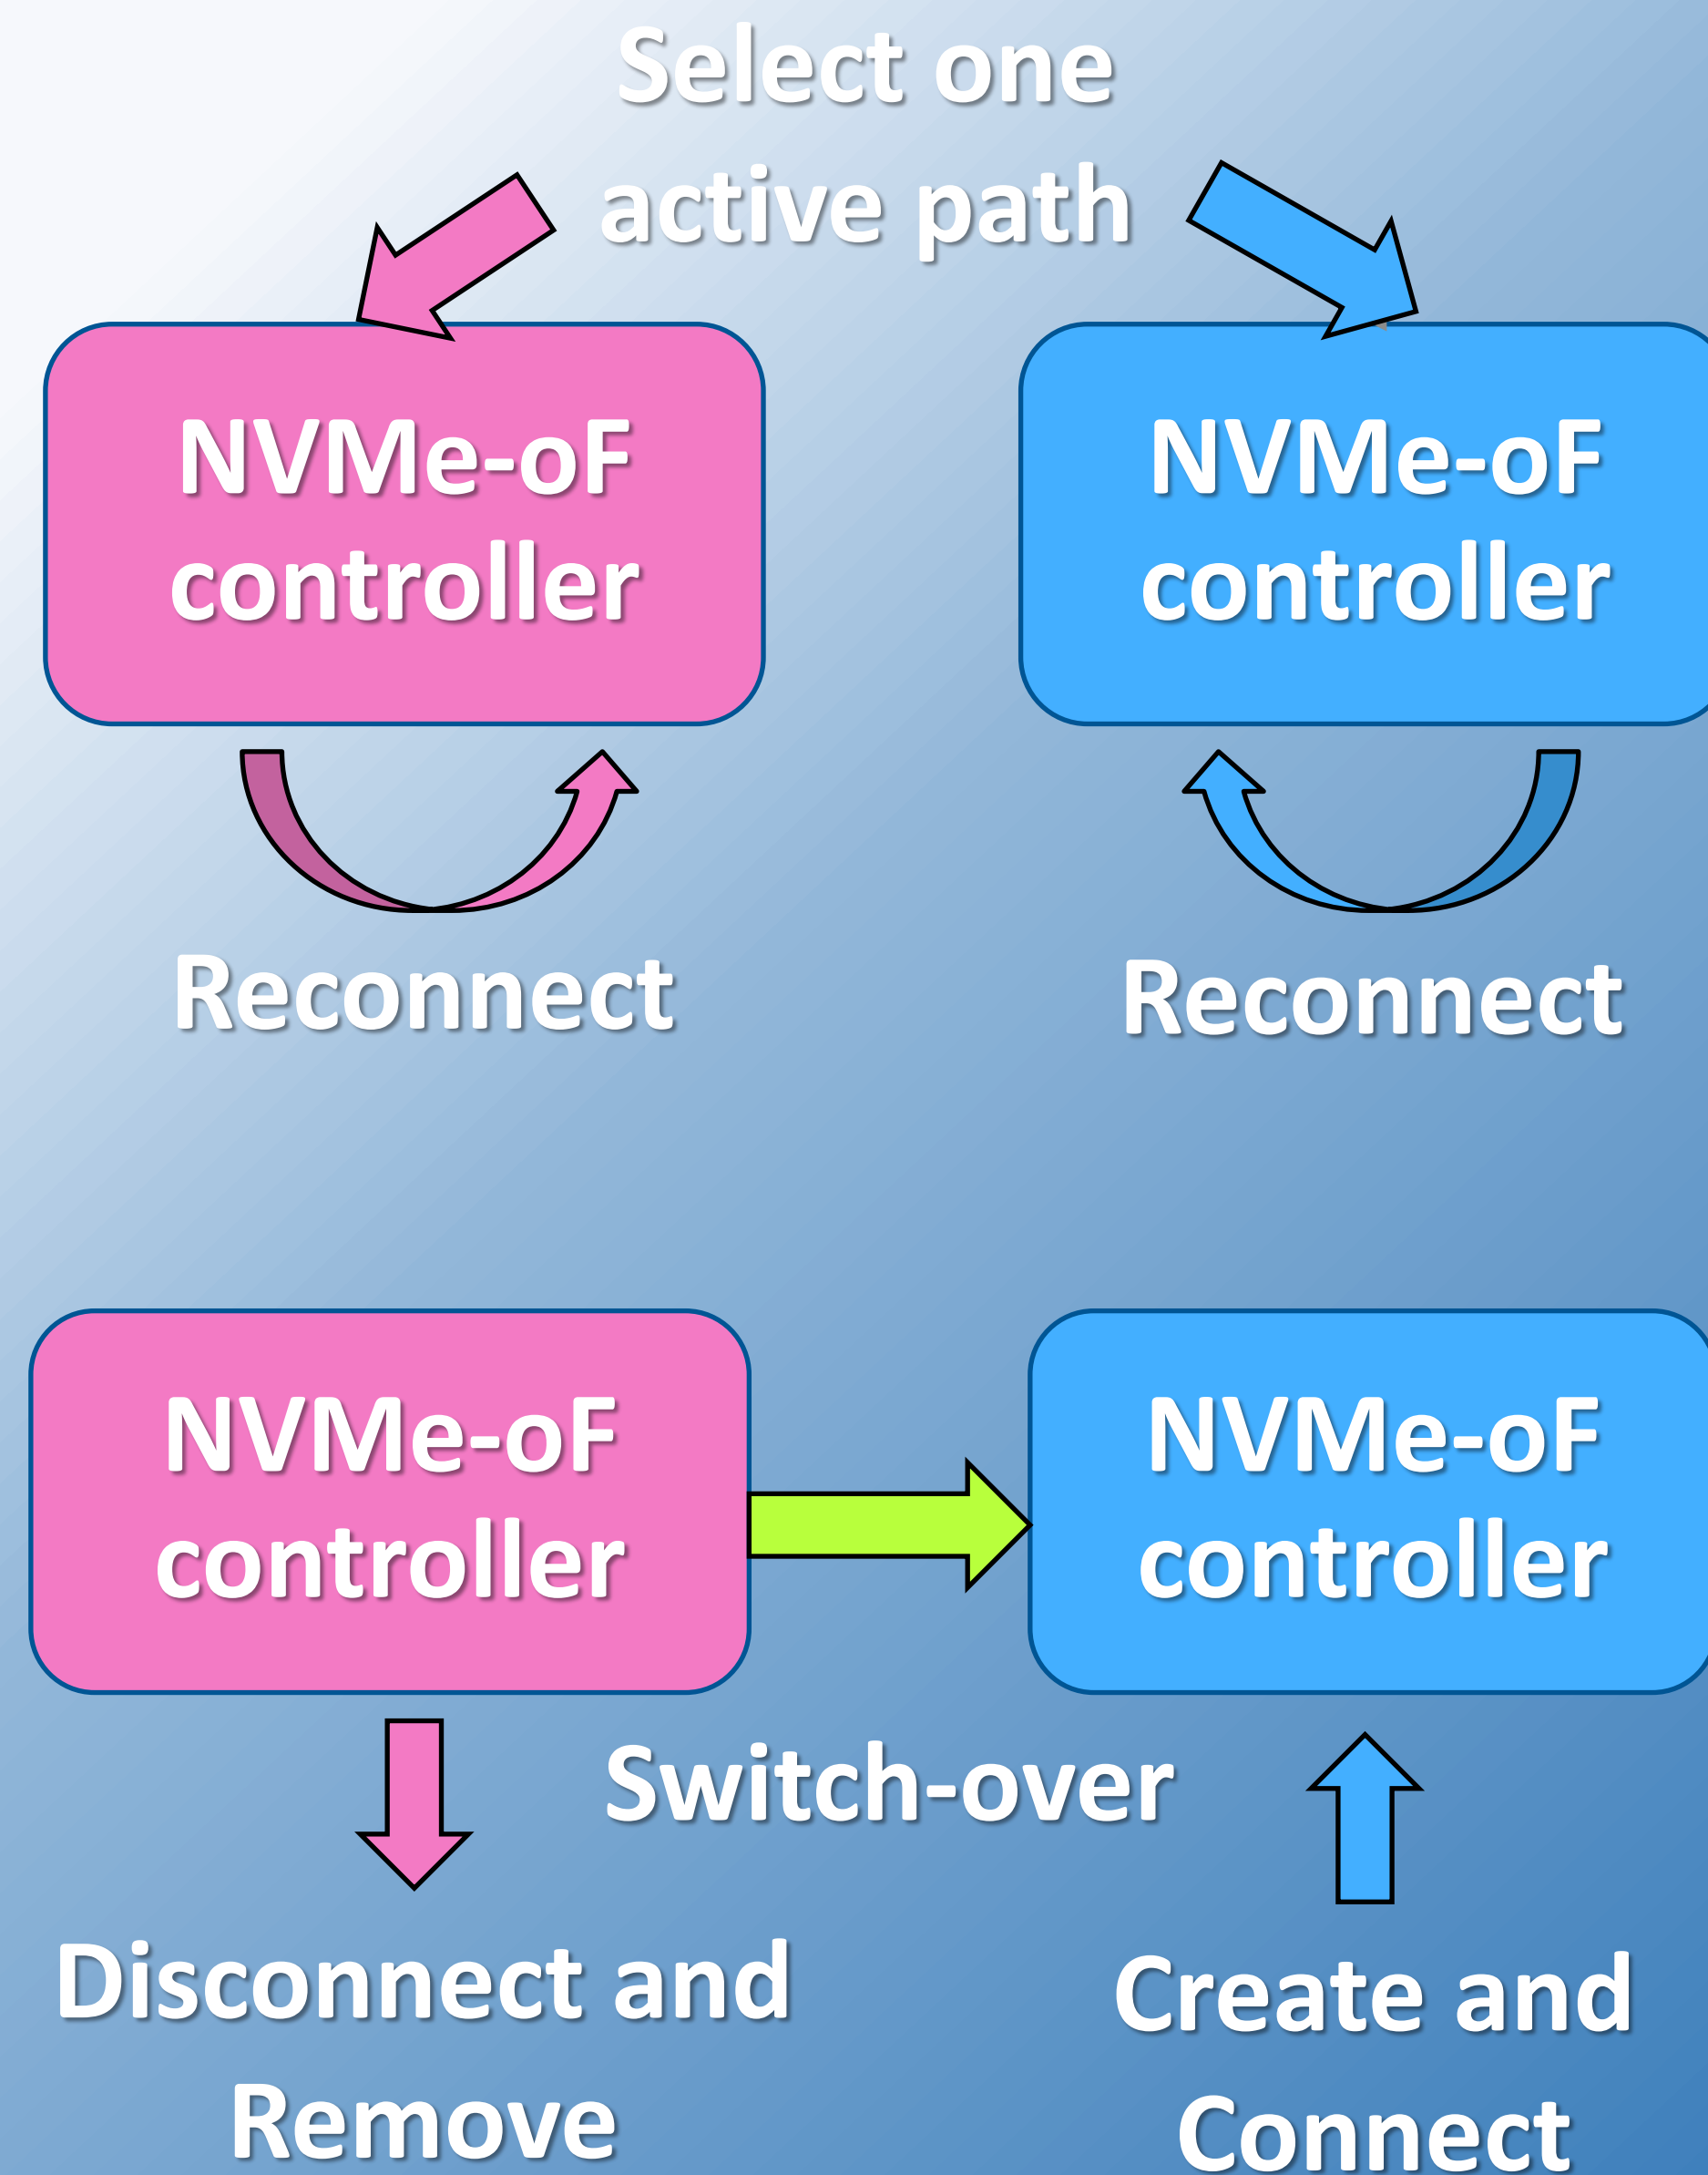 Select one
active path
NVMe-oF
controller
NVMe-oF
controller
Reconnect
Reconnect
NVMe-oF
controller
NVMe-oF
controller
Switch-over
Disconnect and
Remove
Create and
Connect